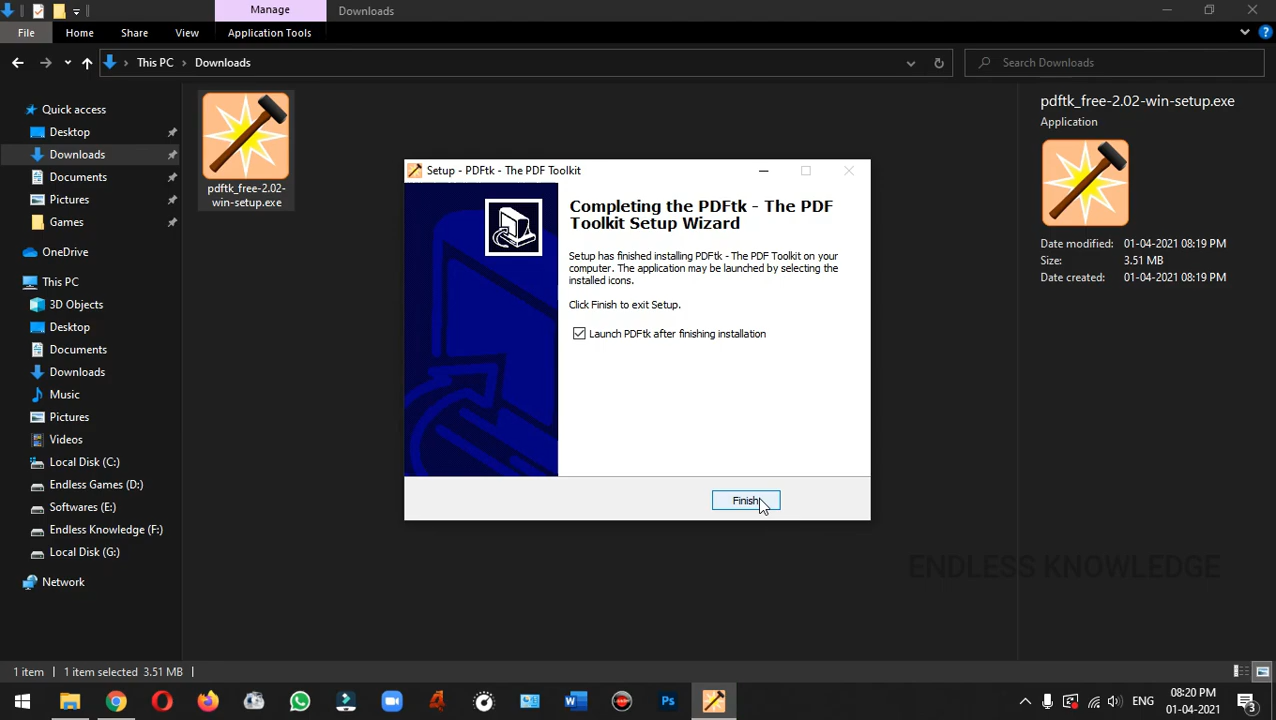 Manage
Downloads
File
Home
Share
View
Application Tools
This PC
Downloads
Search Downloads
Quick access
Desktop
Downloads
Documents
Pictures
Games
OneDrive
This PC
3D Objects
Desktop
Documents
Downloads
Music
Pictures
Videos
Local Disk (C:)
Endless Games (D:)
Softwares (E:)
Endless Knowledge (F:)
Local Disk (G:)
Network
pdftk_free-2.02-
win-setup.exe
Setup - PDFtk - The PDF Toolkit
Completing the PDFtk - The PDF
Toolkit Setup Wizard
Setup has finished installing PDFtk - The PDF Toolkit on your
computer. The application may be launched by selecting the
installed icons.
Click Finish to exit Setup.
Launch PDFtk after finishing installation
Finish
pdftk_free-2.02-win-setup.exe
Application
Date modified: 01-04-2021 08:19 PM
Size: 3.51 MB
Date created: 01-04-2021 08:19 PM
ENDLESS KNOWLEDGE
1 item
1 item selected 3.51 MB
ENG
08:20 PM
01-04-2021
3